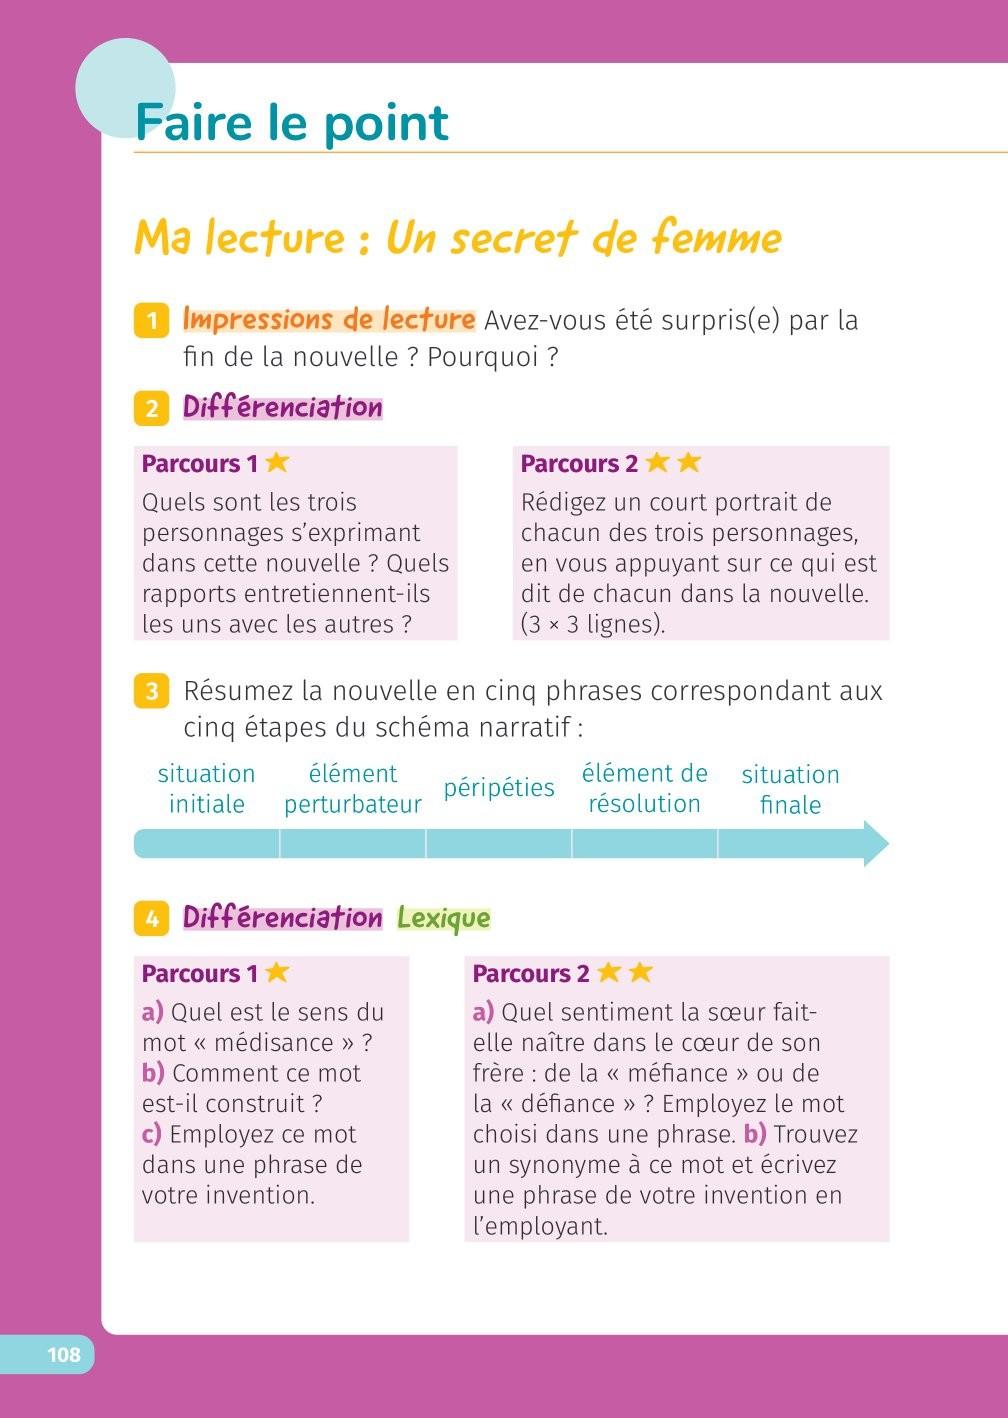 Faire le point
Ma lecture : Un secret de femme
1 Impressions de lecture Avez-vous été surpris(e) par la
fin de la nouvelle ? Pourquoi ?
2 Différenciation
Parcours 1
Quels sont les trois
personnages s’exprimant
dans cette nouvelle ? Quels
rapports entretiennent-ils
les uns avec les autres ?
Parcours 2
Rédigez un court portrait de
chacun des trois personnages,
en vous appuyant sur ce qui est
dit de chacun dans la nouvelle.
(3 × 3 lignes).
3 Résumez la nouvelle en cinq phrases correspondant aux
cinq étapes du schéma narratif :
situation
initiale
élément
perturbateur
péripéties
élément de
résolution
situation
finale
4 Différenciation Lexique
Parcours 1
a) Quel est le sens du
mot « médisance » ?
b) Comment ce mot
est-il construit ?
c) Employez ce mot
dans une phrase de
votre invention.
Parcours 2
a) Quel sentiment la sœur fait-
elle naître dans le cœur de son
frère : de la « méfiance » ou de
la « défiance » ? Employez le mot
choisi dans une phrase. b) Trouvez
un synonyme à ce mot et écrivez
une phrase de votre invention en
l’employant.
108